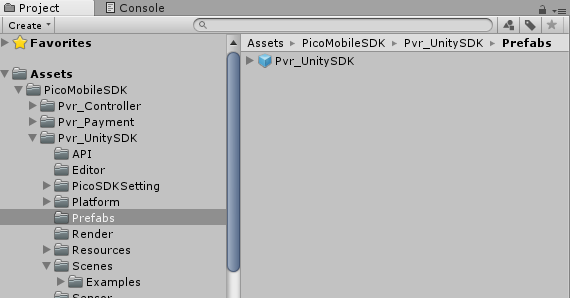 Project
Console
Create
Favorites
Assets
PicoMobileSDK
Pvr_Controller
Pvr_Payment
Pvr_UnitySDK
API
Editor
PicoSDKSetting
Platform
Prefabs
Render
Resources
Scenes
Examples
Sensor
Assets ▸ PicoMobileSDK ▸ Pvr_UnitySDK ▸ Prefabs
Pvr_UnitySDK